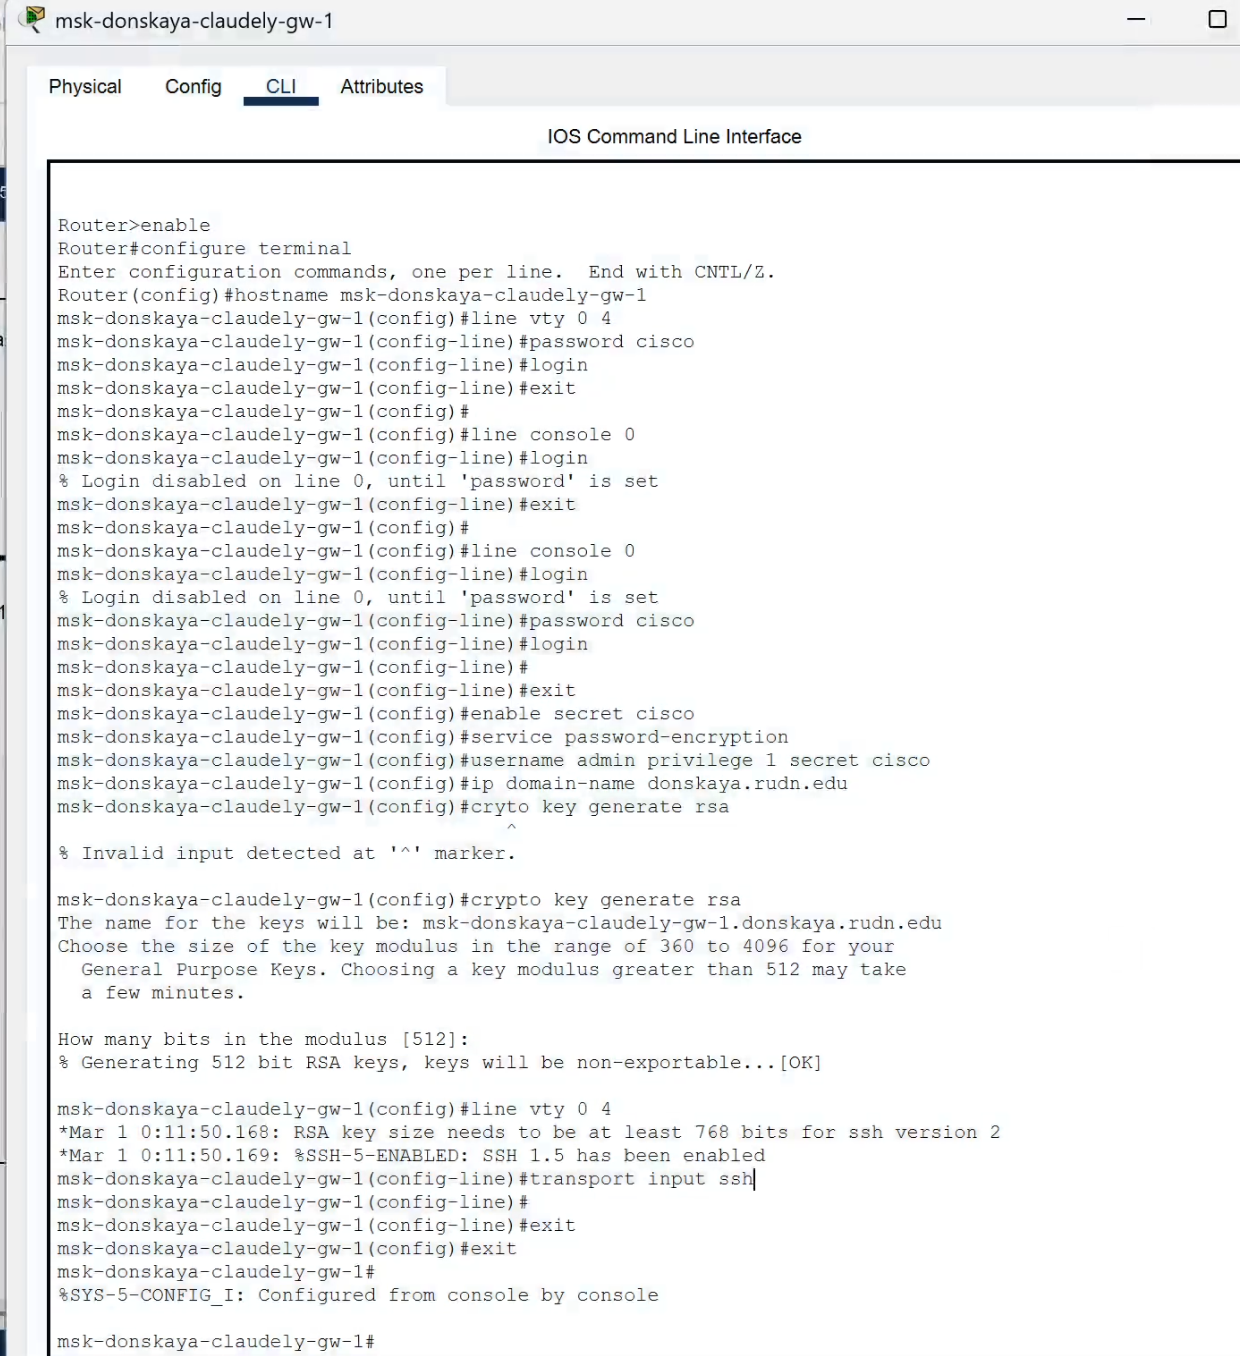 msk-donskaya-claudely-gw-1
Physical Config CLI Attributes
IOS Command Line Interface
Router>enable
Router#configure terminal
Enter configuration commands, one per line.  End with CNTL/Z.
Router(config)#hostname msk-donskaya-claudely-gw-1
msk-donskaya-claudely-gw-1(config)#line vty 0 4
msk-donskaya-claudely-gw-1(config-line)#password cisco
msk-donskaya-claudely-gw-1(config-line)#login
msk-donskaya-claudely-gw-1(config-line)#exit
msk-donskaya-claudely-gw-1(config)#
msk-donskaya-claudely-gw-1(config)#line console 0
msk-donskaya-claudely-gw-1(config-line)#login
% Login disabled on line 0, until 'password' is set
msk-donskaya-claudely-gw-1(config-line)#exit
msk-donskaya-claudely-gw-1(config)#
msk-donskaya-claudely-gw-1(config)#line console 0
msk-donskaya-claudely-gw-1(config-line)#login
% Login disabled on line 0, until 'password' is set
msk-donskaya-claudely-gw-1(config-line)#password cisco
msk-donskaya-claudely-gw-1(config-line)#login
msk-donskaya-claudely-gw-1(config-line)#
msk-donskaya-claudely-gw-1(config-line)#exit
msk-donskaya-claudely-gw-1(config)#enable secret cisco
msk-donskaya-claudely-gw-1(config)#service password-encryption
msk-donskaya-claudely-gw-1(config)#username admin privilege 1 secret cisco
msk-donskaya-claudely-gw-1(config)#ip domain-name donskaya.rudn.edu
msk-donskaya-claudely-gw-1(config)#cryto key generate rsa
^
% Invalid input detected at '^' marker.
msk-donskaya-claudely-gw-1(config)#crypto key generate rsa
The name for the keys will be: msk-donskaya-claudely-gw-1.donskaya.rudn.edu
Choose the size of the key modulus in the range of 360 to 4096 for your
General Purpose Keys. Choosing a key modulus greater than 512 may take
a few minutes.
How many bits in the modulus [512]:
% Generating 512 bit RSA keys, keys will be non-exportable...[OK]
msk-donskaya-claudely-gw-1(config)#line vty 0 4
*Mar 1 0:11:50.168: RSA key size needs to be at least 768 bits for ssh version 2
*Mar 1 0:11:50.169: %SSH-5-ENABLED: SSH 1.5 has been enabled
msk-donskaya-claudely-gw-1(config-line)#transport input ssh
msk-donskaya-claudely-gw-1(config-line)#
msk-donskaya-claudely-gw-1(config-line)#exit
msk-donskaya-claudely-gw-1(config)#exit
msk-donskaya-claudely-gw-1#
%SYS-5-CONFIG_I: Configured from console by console
msk-donskaya-claudely-gw-1#